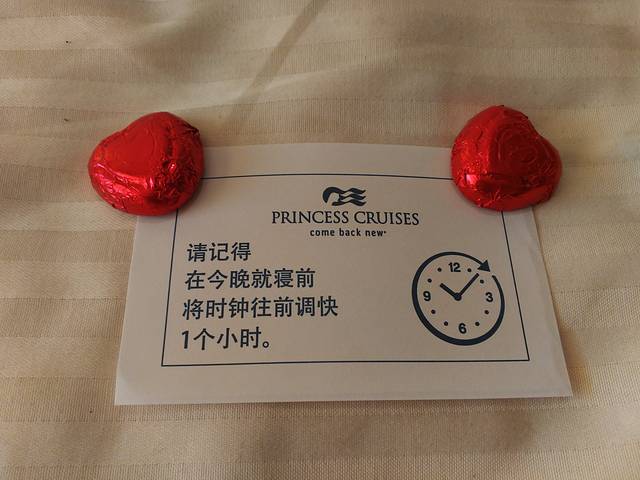 PRINCESS CRUISES
come back new
请记得
在今晚就寝前
将时钟往前调快
1个小时。
12
3
6
9